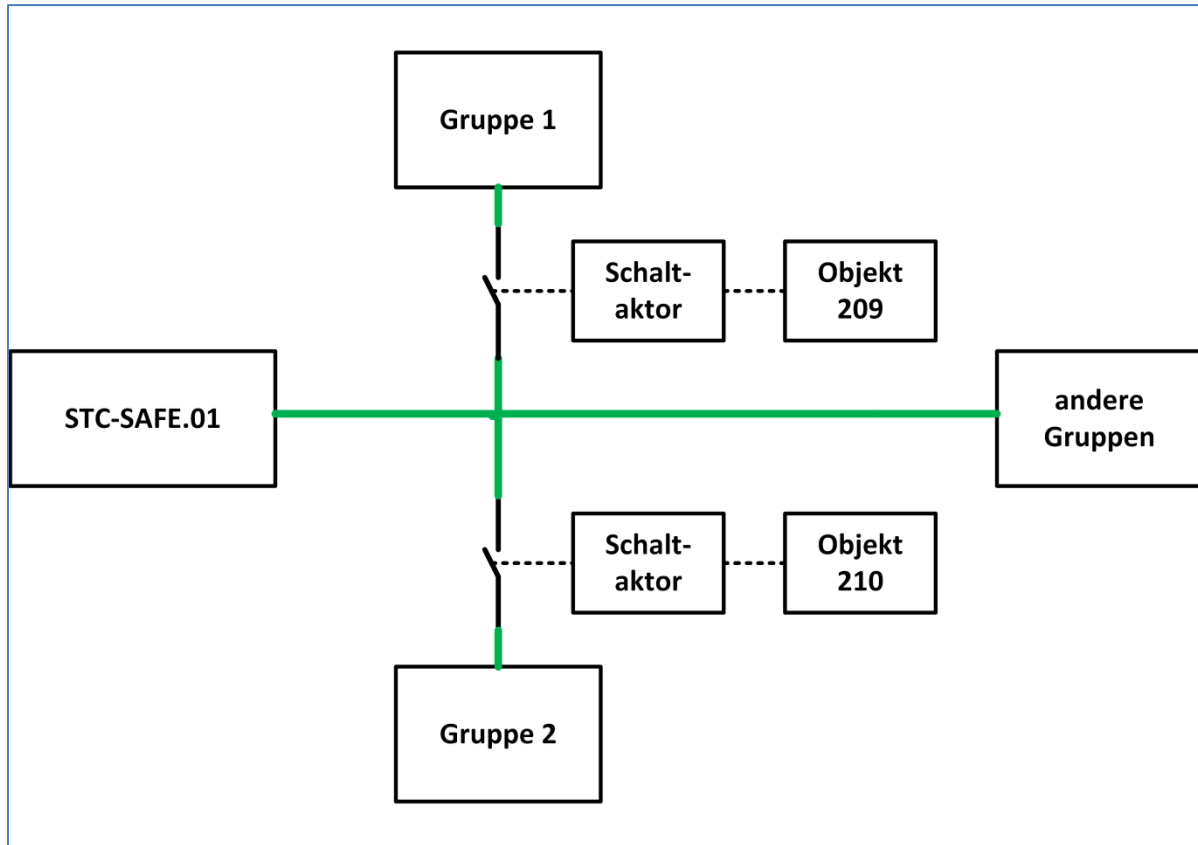 Gruppe 1
Schalt-
aktor
Objekt
209
STC-SAFE.01
andere
Gruppen
Schalt-
aktor
Objekt
210
Gruppe 2